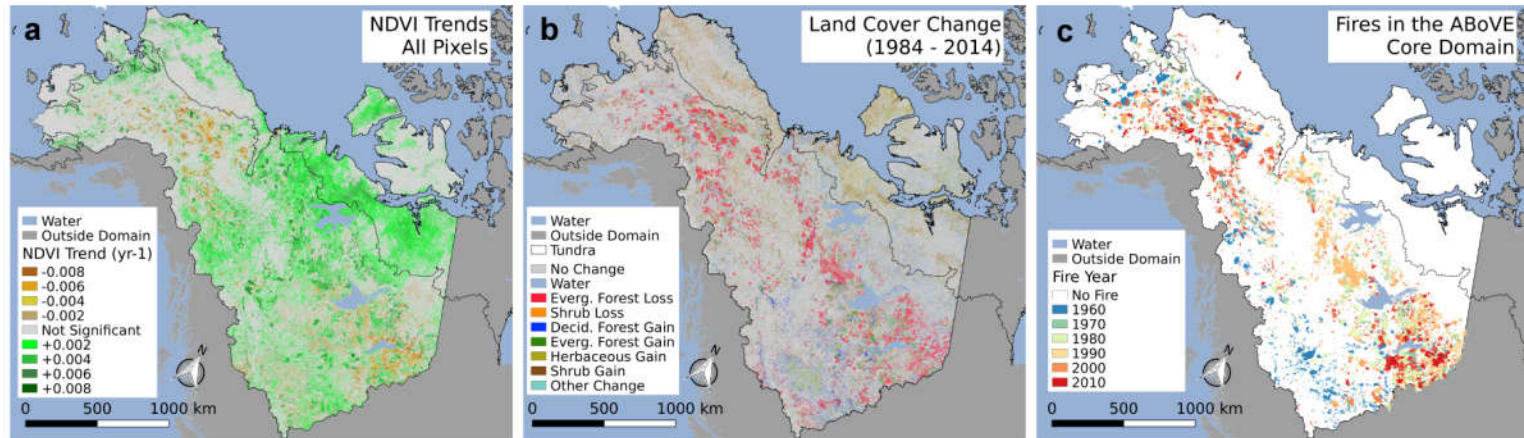 a
NDVI Trends
All Pixels
Water
Outside Domain
NDVI Trend (yr-1)
-0.008
-0.006
-0.004
-0.002
Not Significant
+0.002
+0.004
+0.006
+0.008
N
0 500 1000 km
b
Land Cover Change
(1984 - 2014)
Water
Outside Domain
Tundra
No Change
Water
Everg. Forest Loss
Shrub Loss
Decid. Forest Gain
Everg. Forest Gain
Herbaceous Gain
Shrub Gain
Other Change
N
0 500 1000 km
c
Fires in the ABoVE
Core Domain
Water
Outside Domain
Fire Year
No Fire
1960
1970
1980
1990
2000
2010
N
0 500 1000 km